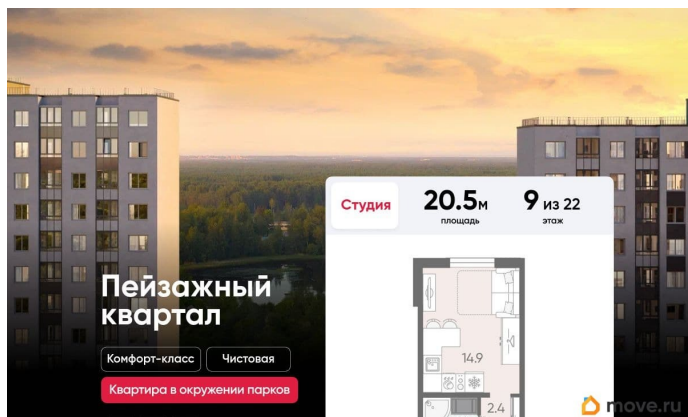 Студия
20.5м
площадь
9 из 22
этаж
Пейзажный
квартал
Комфорт-класс
Чистовая
Квартира в окружении парков
14.9
2.4
move.ru